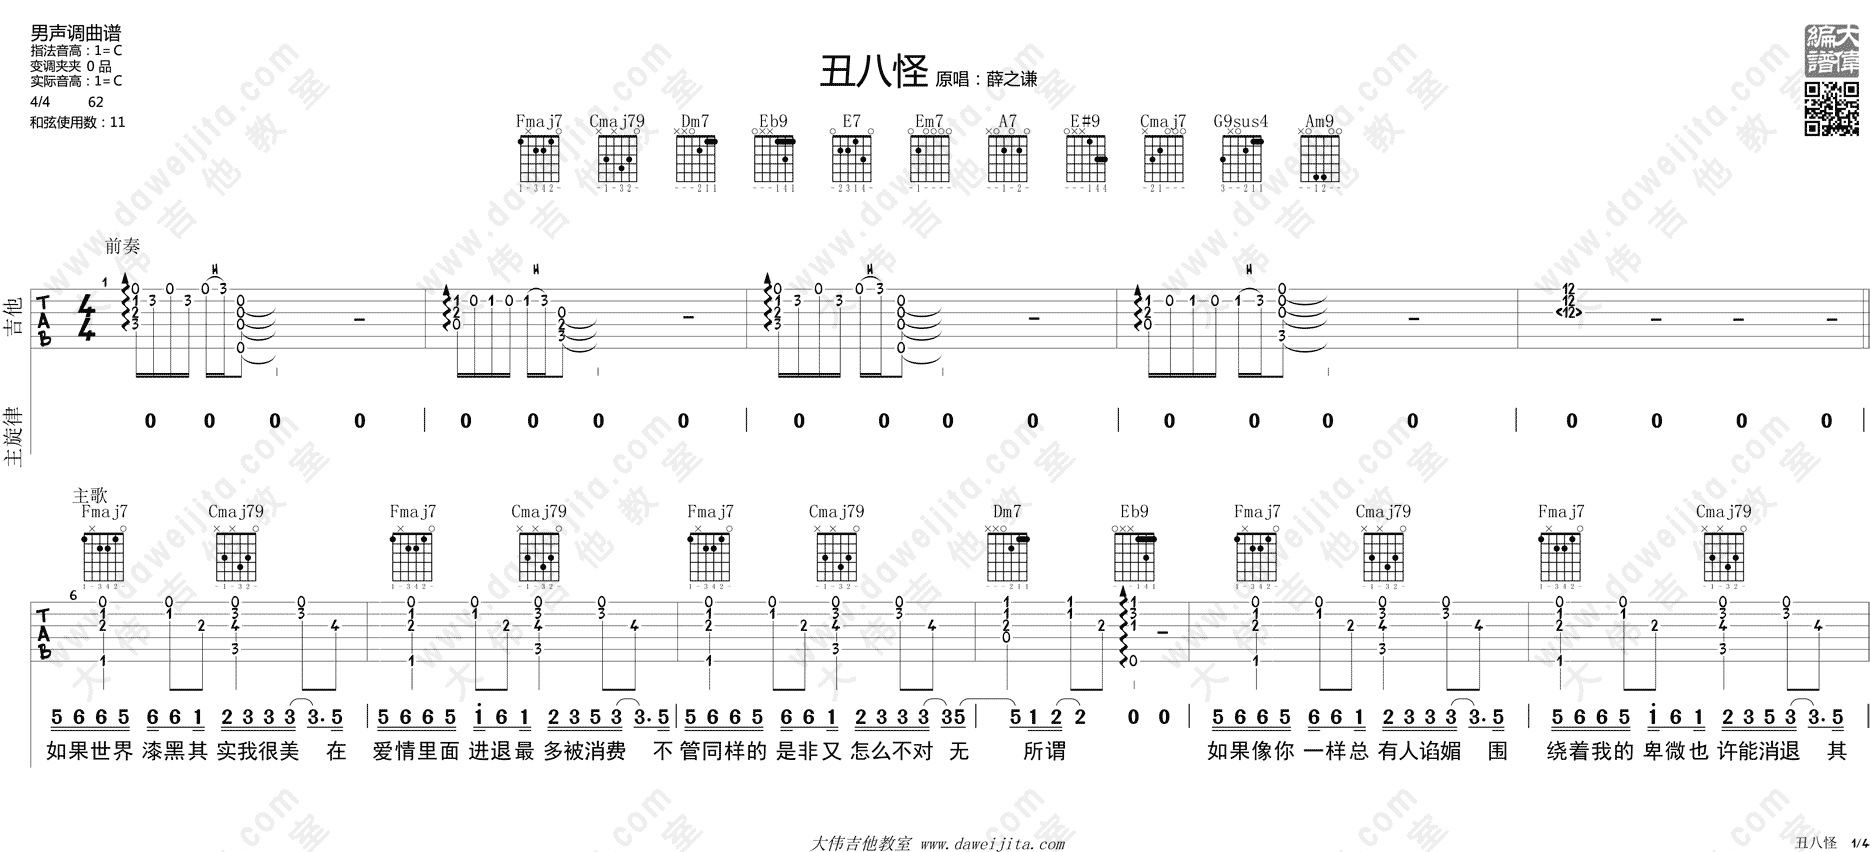 男声调曲谱
指法音高：1=C
变调夹夹 0 品
实际音高：1=C
4/4 62
和弦使用数：11
丑八怪 原唱：薛之谦
大偉編譜
Fmaj7 Cmaj79 Dm7 Eb9 E7 Em7 A7 E#9 Cmaj7 G9sus4 Am9
前奏
吉他
TAB
4/4
主旋律
0 0 0 0 | 0 0 0 0 | 0 0 0 0 | 0 0 0 0 | 0 0 0 0 |
主歌
Fmaj7 Cmaj79 Fmaj7 Cmaj79 Fmaj7 Cmaj79 Dm7 Eb9 Fmaj7 Cmaj79 Fmaj7 Cmaj79
6
TAB
5 6 6 5 6 6 1 2 3 3 3 3. 5 | 5 6 6 5 i 6 1 2 3 5 3 3. 5 | 5 6 6 5 6 6 1 2 3 3 3 3 5 | 5 1 2 2 0 0 | 5 6 6 5 6 6 1 2 3 3 3 3. 5 | 5 6 6 5 i 6 1 2 3 5 3 3. 5
如果世界 漆黑其 实我很美 在 爱情里面 进退最 多被消费 不 管同样的 是非又 怎么不对 无 所谓 如果像你 一样总 有人谄媚 围 绕着我的 卑微也 许能消退 其
大伟吉他教室 www.daweijita.com
丑八怪 1/4